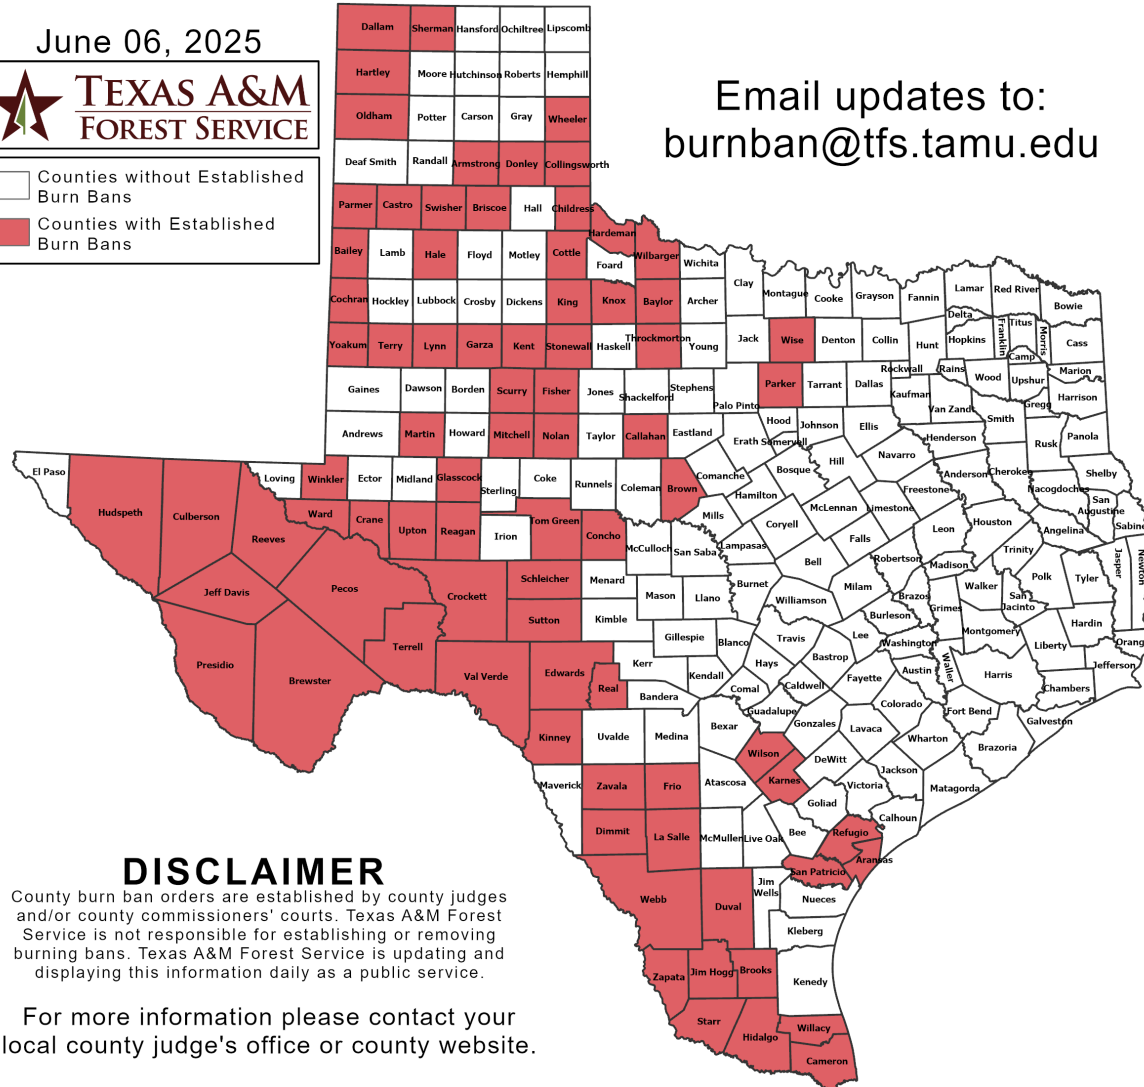 June 06, 2025
TEXAS A&M
FOREST SERVICE
Counties without Established
Burn Bans
Counties with Established
Burn Bans
Email updates to:
burnban@tfs.tamu.edu
Dallam Sherman Hansford Ochiltree Lipscomb
Hartley Moore Hutchinson Roberts Hemphill
Oldham Potter Carson Gray Wheeler
Deaf Smith Randall Armstrong Donley Collingsworth
Parmer Castro Swisher Briscoe Hall Childress
Hardeman
Bailey Lamb Hale Floyd Motley Cottle Foard Wilbarger Wichita
Clay Montague Cooke Grayson Fannin Lamar Red River Bowie
Cochran Hockley Lubbock Crosby Dickens King Knox Baylor Archer
Delta Titus Franklin Morris
Yoakum Terry Lynn Garza Kent Stonewall Haskell Throckmorton Young Jack Wise Denton Collin Hunt Hopkins Cass
Camp
Rockwall Rains Marion
Gaines Dawson Borden Scurry Fisher Jones Shackelford Stephens Palo Pinto Parker Tarrant Dallas Kaufman Van Zandt Wood Upshur Gregg Harrison
Andrews Martin Howard Mitchell Nolan Taylor Callahan Eastland Erath Hood Somervell Johnson Ellis Henderson Smith Rusk Panola
El Paso Hudspeth Culberson Reeves Loving Winkler Ector Midland Glasscock Sterling Coke Runnels Coleman Brown Comanche Hamilton Bosque Hill Navarro Freestone Anderson Cherokee Nacogdoches Shelby
San
Augustine
Sabine
Ward Crane Upton Reagan Irion Tom Green Concho McCulloch San Saba Mills Lampasas Coryell McLennan Limestone Falls Leon Houston Angelina
Jeff Davis Pecos Crockett Schleicher Menard Mason Llano Burnet Bell Milam Robertson Madison Trinity Polk Tyler Jasper Newton
Sutton Kimble Gillespie Blanco Williamson Travis Lee Burleson Brazos Grimes Walker
San
Jacinto
Montgomery Liberty Hardin Orang
Presidio Brewster Terrell Val Verde Edwards Real Kerr Kendall Bandera Comal Hays Caldwell Bastrop Fayette Washington Austin Waller Harris Chambers Jefferson
Kinney Uvalde Medina Bexar Guadalupe Gonzales Lavaca Colorado Wharton Fort Bend Brazoria Galveston
Maverick Zavala Frio Atascosa Wilson Karnes DeWitt Victoria Jackson Matagorda
Dimmit La Salle McMullen Live Oak Bee Goliad Refugio Calhoun
Aransas
San Patricio
Webb Duval
Jim
Wells
Nueces
Kleberg
Zapata Jim Hogg Brooks Kenedy
Starr Hidalgo Willacy
Cameron
DISCLAIMER
County burn ban orders are established by county judges
and/or county commissioners' courts. Texas A&M Forest
Service is not responsible for establishing or removing
burning bans. Texas A&M Forest Service is updating and
displaying this information daily as a public service.
For more information please contact your
local county judge's office or county website.